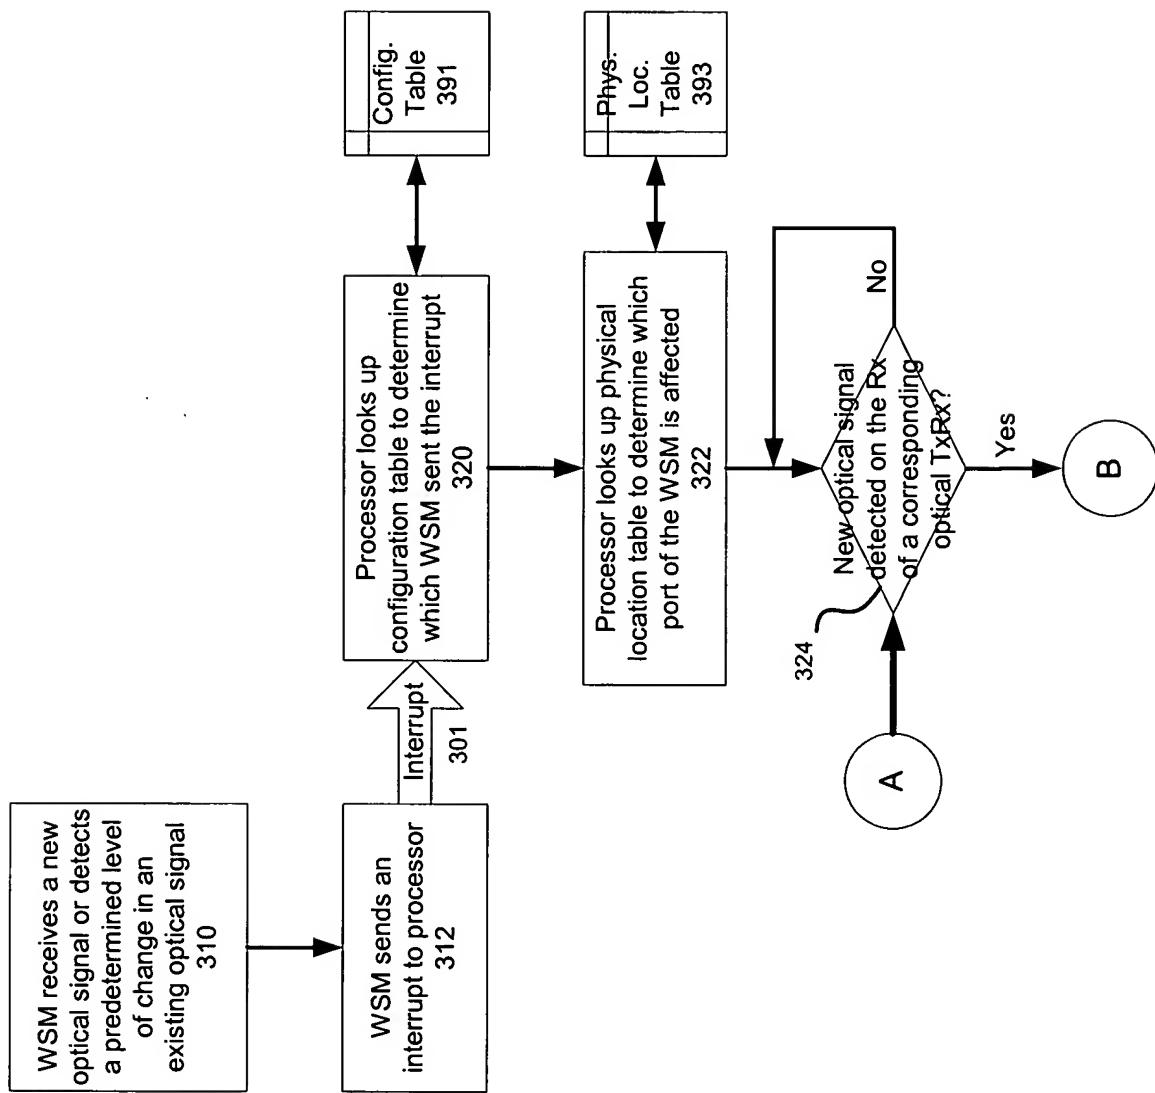 WSM receives a new
optical signal or detects
a predetermined level
of change in an
existing optical signal
310
WSM sends an
interrupt to processor
312
Interrupt
301
Processor looks up
configuration table to determine
which WSM sent the interrupt
320
Config.
Table
391
Processor looks up physical
location table to determine which
port of the WSM is affected
322
Phys.
Loc.
Table
393
A
324
New optical signal
detected on the Rx
of a corresponding
optical TxRx?
No
Yes
B